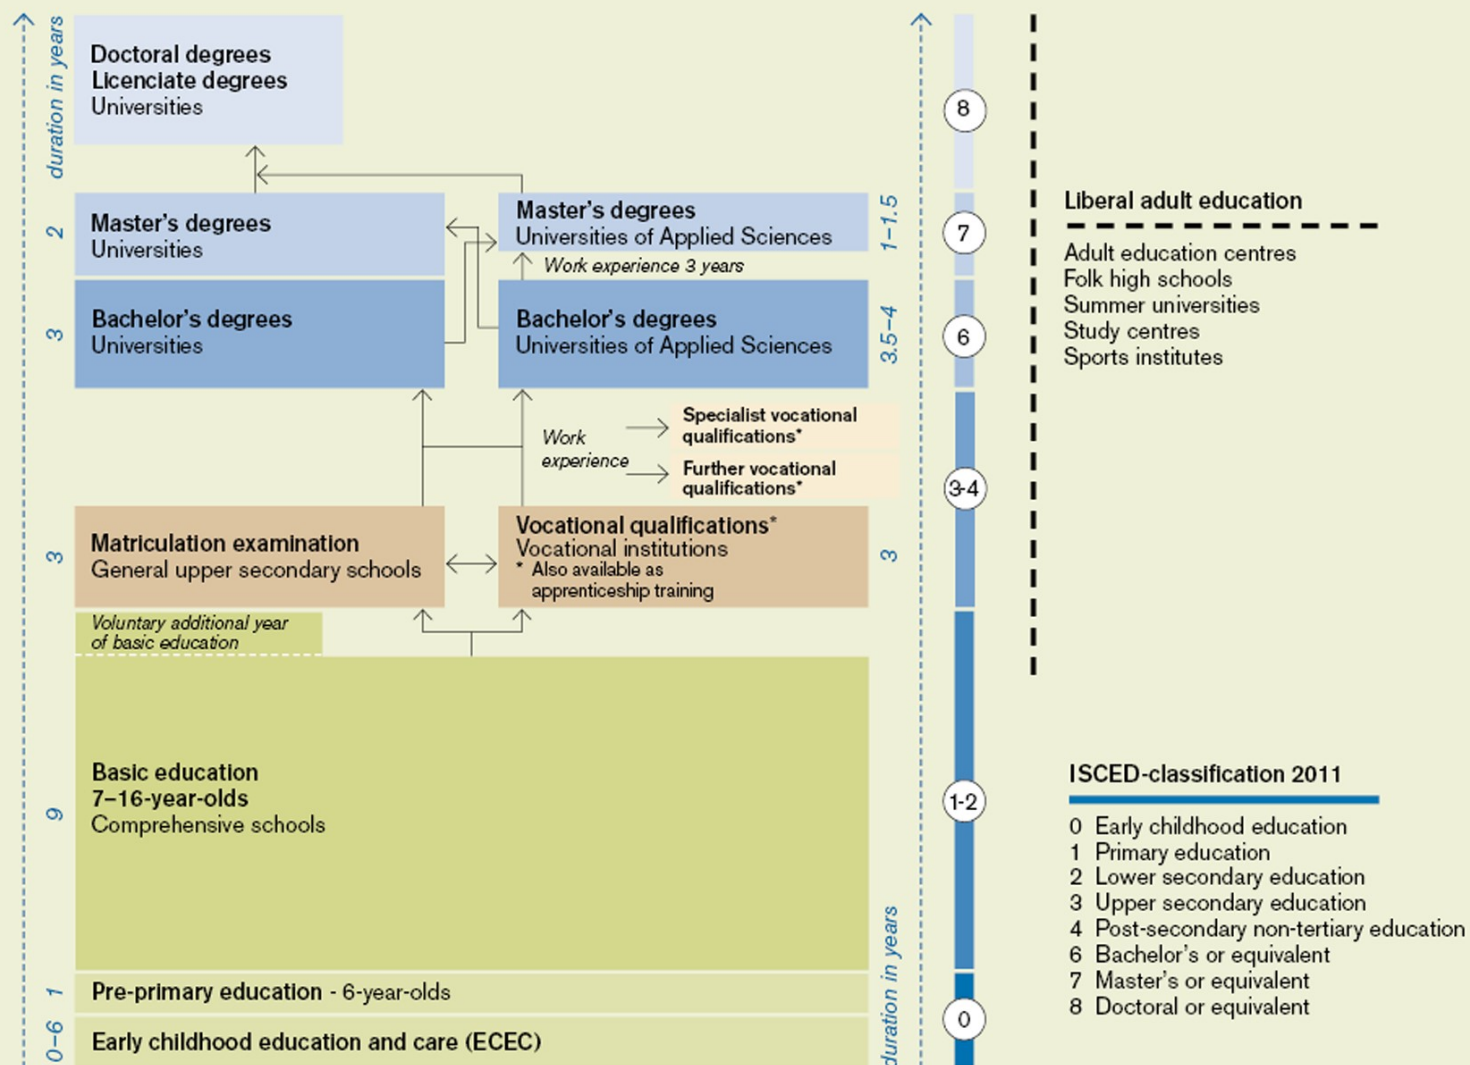 duration in years
Doctoral degrees
Licenciate degrees
Universities
8
2
Master's degrees
Universities
Master's degrees
Universities of Applied Sciences
1–1.5
7
Work experience 3 years
3
Bachelor's degrees
Universities
Bachelor's degrees
Universities of Applied Sciences
3.5–4
6
Work
experience
Specialist vocational
qualifications*
Further vocational
qualifications*
3-4
3
Matriculation examination
General upper secondary schools
Vocational qualifications*
Vocational institutions
* Also available as
apprenticeship training
3
Voluntary additional year
of basic education
9
Basic education
7–16-year-olds
Comprehensive schools
1-2
1
Pre-primary education - 6-year-olds
0–6
Early childhood education and care (ECEC)
duration in years
0
Liberal adult education
Adult education centres
Folk high schools
Summer universities
Study centres
Sports institutes
ISCED-classification 2011
0 Early childhood education
1 Primary education
2 Lower secondary education
3 Upper secondary education
4 Post-secondary non-tertiary education
6 Bachelor's or equivalent
7 Master's or equivalent
8 Doctoral or equivalent